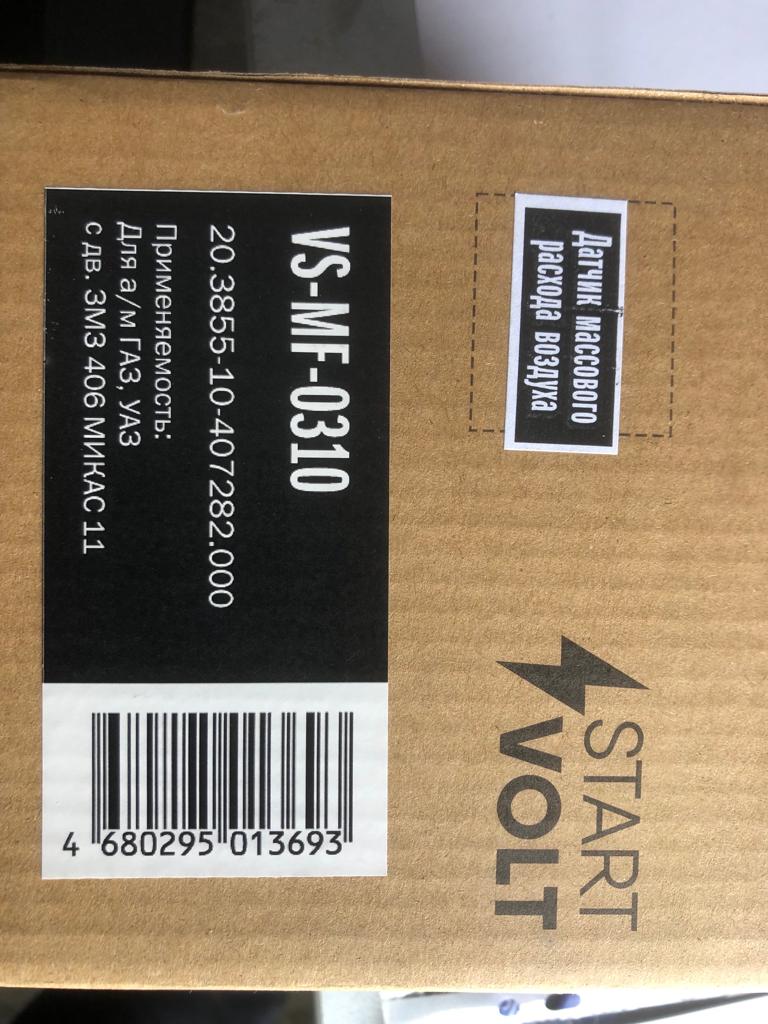 Датчик массового
расхода воздуха
START
VOLT
VS-MF-0310
20.3855-10-407282.000
Применяемость:
Для а/м ГАЗ, УАЗ
с дв. ЗМЗ 406 МИКАС 11
4 680295 013693